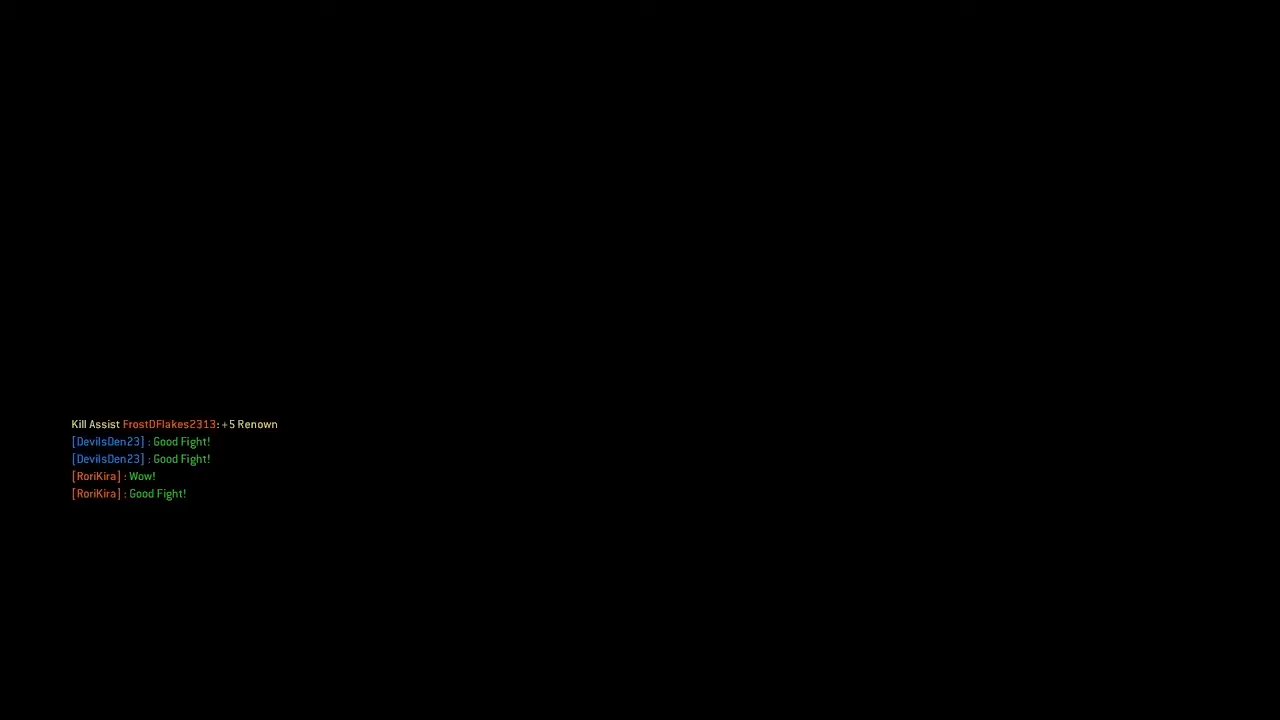 Kill Assist FrostDFlakes2313: +5 Renown
[DevilsDen23] : Good Fight!
[DevilsDen23] : Good Fight!
[RoriKira] : Wow!
[RoriKira] : Good Fight!